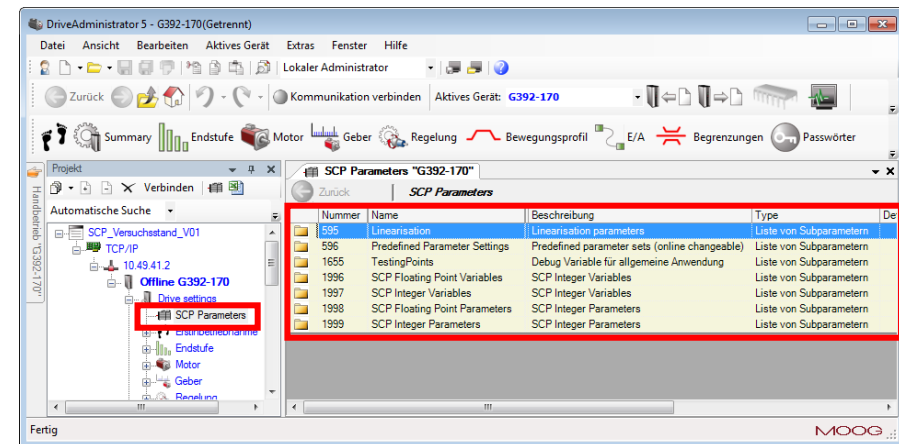 DriveAdministrator 5 - G392-170(Getrennt)
Datei Ansicht Bearbeiten Aktives Gerät Extras Fenster Hilfe
Lokaler Administrator
Zurück Kommunikation verbinden Aktives Gerät: G392-170
Summary Endstufe Motor Geber Regelung Bewegungsprofil E/A Begrenzungen Passwörter
Projekt
Verbinden
Automatische Suche
SCP_Versuchsstand_V01
TCP/IP
10.49.41.2
Offline G392-170
Drive settings
SCP Parameters
Erstinbetriebnahme
Endstufe
Motor
Geber
Regelung
Handbetrieb "G392-170"
SCP Parameters "G392-170"
Zurück SCP Parameters
Nummer Name Beschreibung Type De
595 Linearisation Linearisation parameters Liste von Subparametern
596 Predefined Parameter Settings Predefined parameter sets (online changeable) Liste von Subparametern
1655 TestingPoints Debug Variable für allgemeine Anwendung Liste von Subparametern
1996 SCP Floating Point Variables SCP Integer Variables Liste von Subparametern
1997 SCP Integer Variables SCP Integer Variables Liste von Subparametern
1998 SCP Floating Point Parameters SCP Integer Parameters Liste von Subparametern
1999 SCP Integer Parameters SCP Integer Parameters Liste von Subparametern
Fertig
MOOG